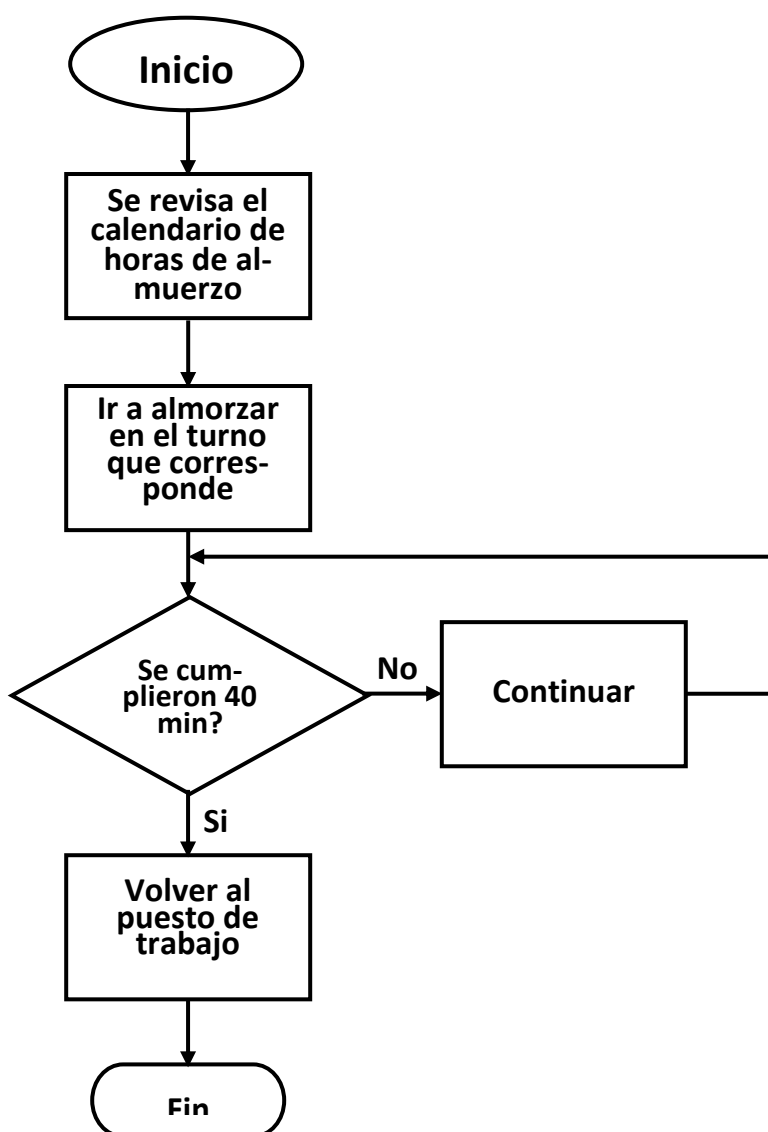 Inicio
Se revisa el
calendario de
horas de al-
muerzo
Ir a almorzar
en el turno
que corres-
ponde
Se cum-
plieron 40
min?
No
Continuar
Si
Volver al
puesto de
trabajo
Fin